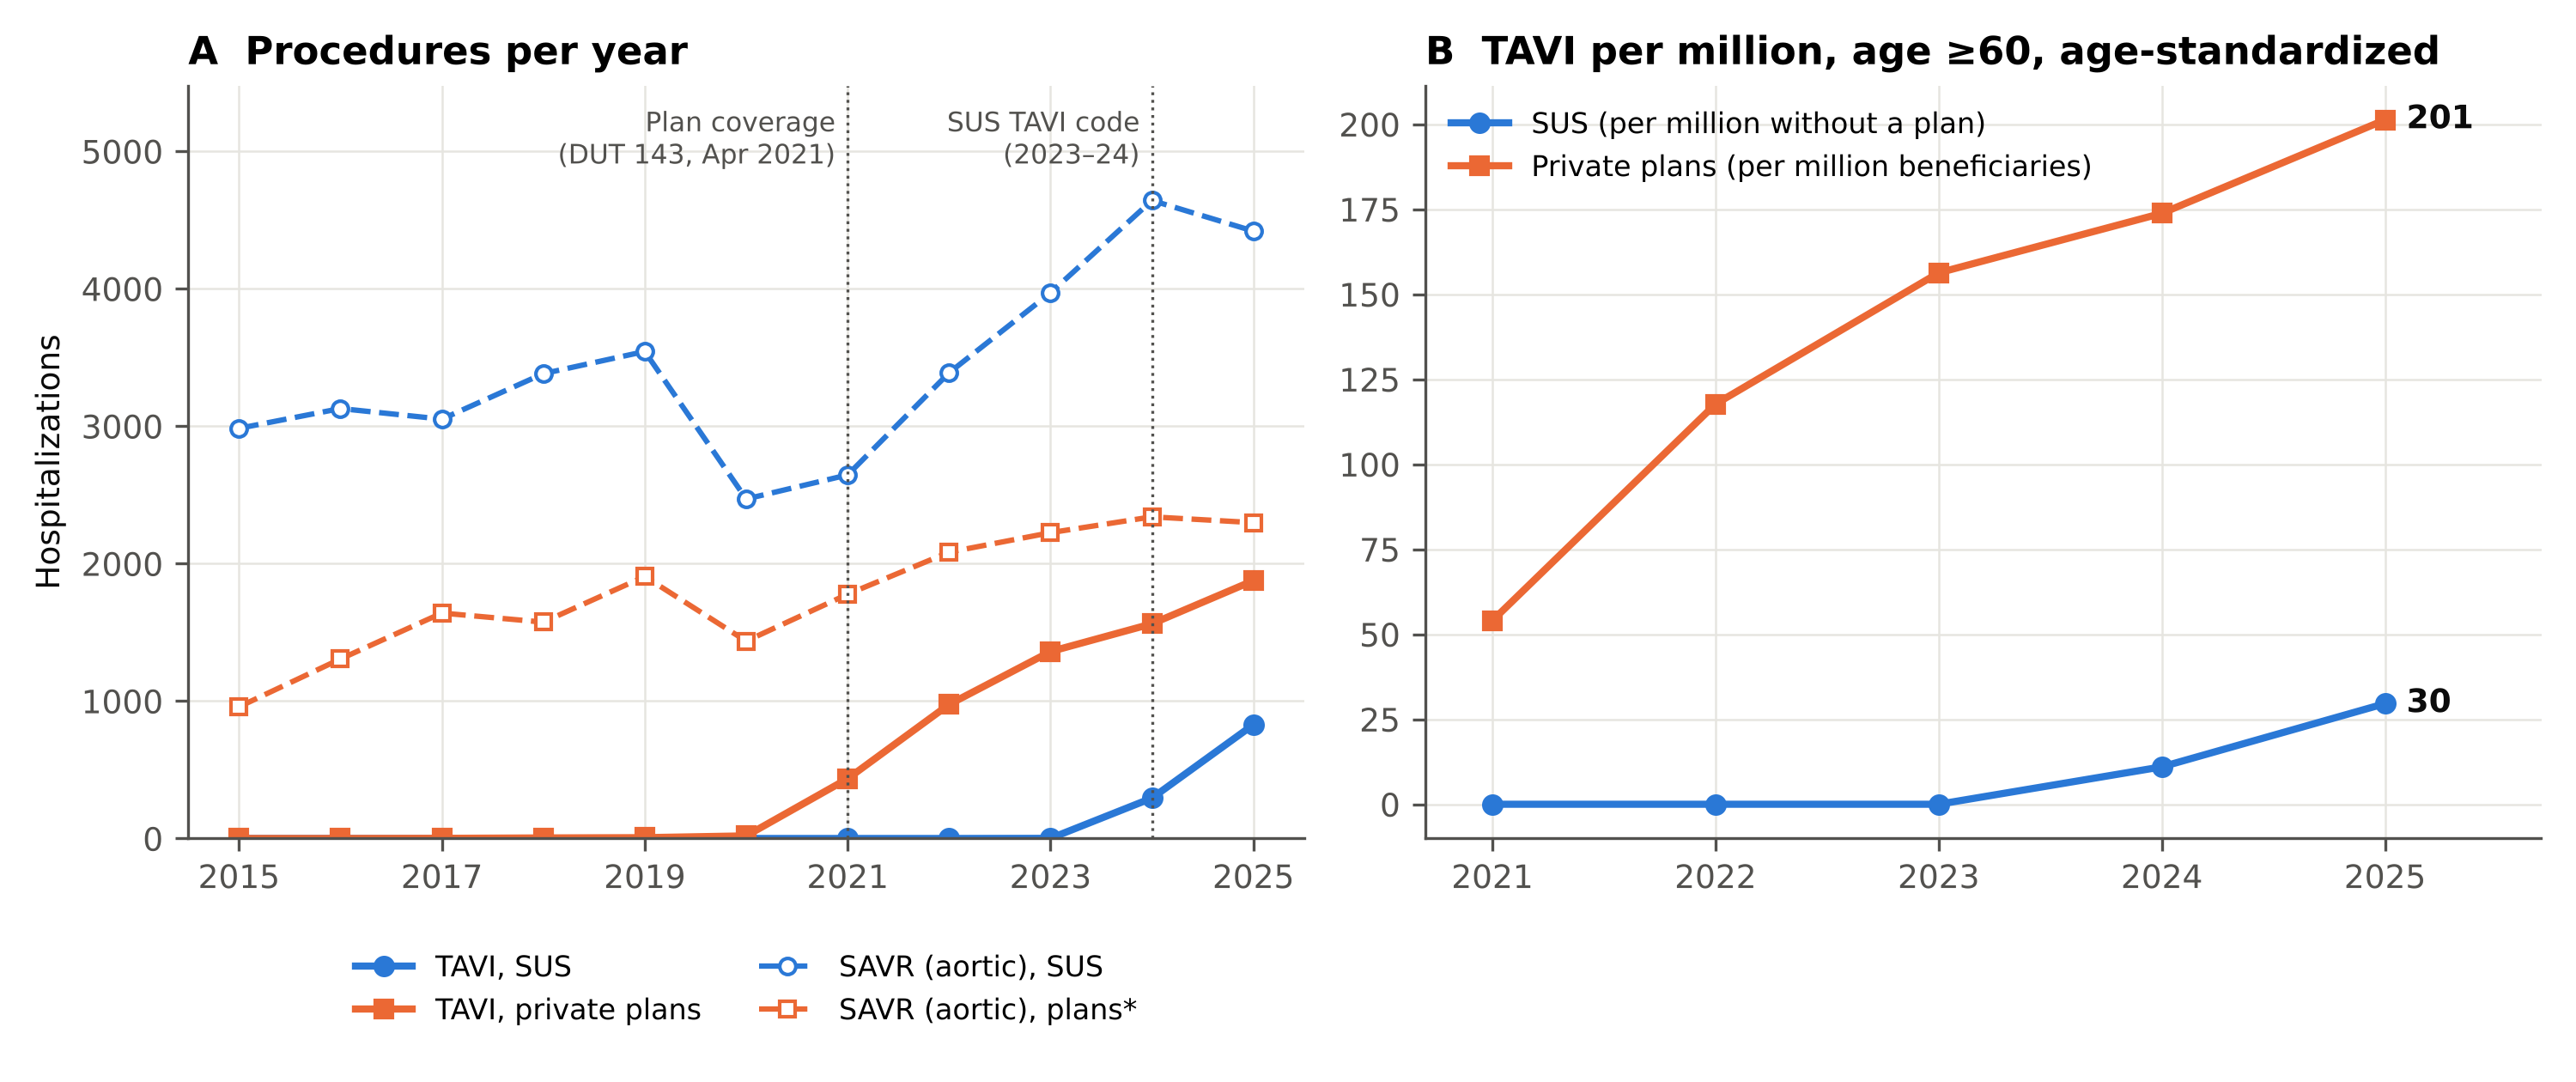 A  Procedures per year
Plan coverage
(DUT 143, Apr 2021)
SUS TAVI code
(2023–24)
Hospitalizations
5000
4000
3000
2000
1000
0
2015 2017 2019 2021 2023 2025
TAVI, SUS
TAVI, private plans
SAVR (aortic), SUS
SAVR (aortic), plans*
B  TAVI per million, age ≥60, age-standardized
SUS (per million without a plan)
Private plans (per million beneficiaries)
201
30
200
175
150
125
100
75
50
25
0
2021 2022 2023 2024 2025